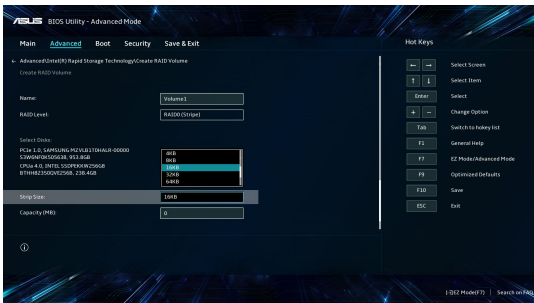 ASUS BIOS Utility - Advanced Mode
Main Advanced Boot Security Save & Exit
Hot Keys
← Advanced\Intel(R) Rapid Storage Technology\Create RAID Volume
Create RAID Volume
Name: Volume1
RAID Level: RAID0 (Stripe)
Select Disks:
PCIe 1.0, SAMSUNG MZVLB1T0HALR-00000
S3W6NF0K505638, 953.8GB
CPUa 4.0, INTEL SSDPEKKW256G8
BTHH82350QVE256B, 238.4GB
4KB
8KB
16KB
32KB
64KB
Strip Size: 16KB
Capacity (MB): 0
← → Select Screen
↑ ↓ Select Item
Enter Select
+ − Change Option
Tab Switch to hokey list
F1 General Help
F7 EZ Mode/Advanced Mode
F9 Optimized Defaults
F10 Save
ESC Exit
EZ Mode(F7) | Search on FAQ